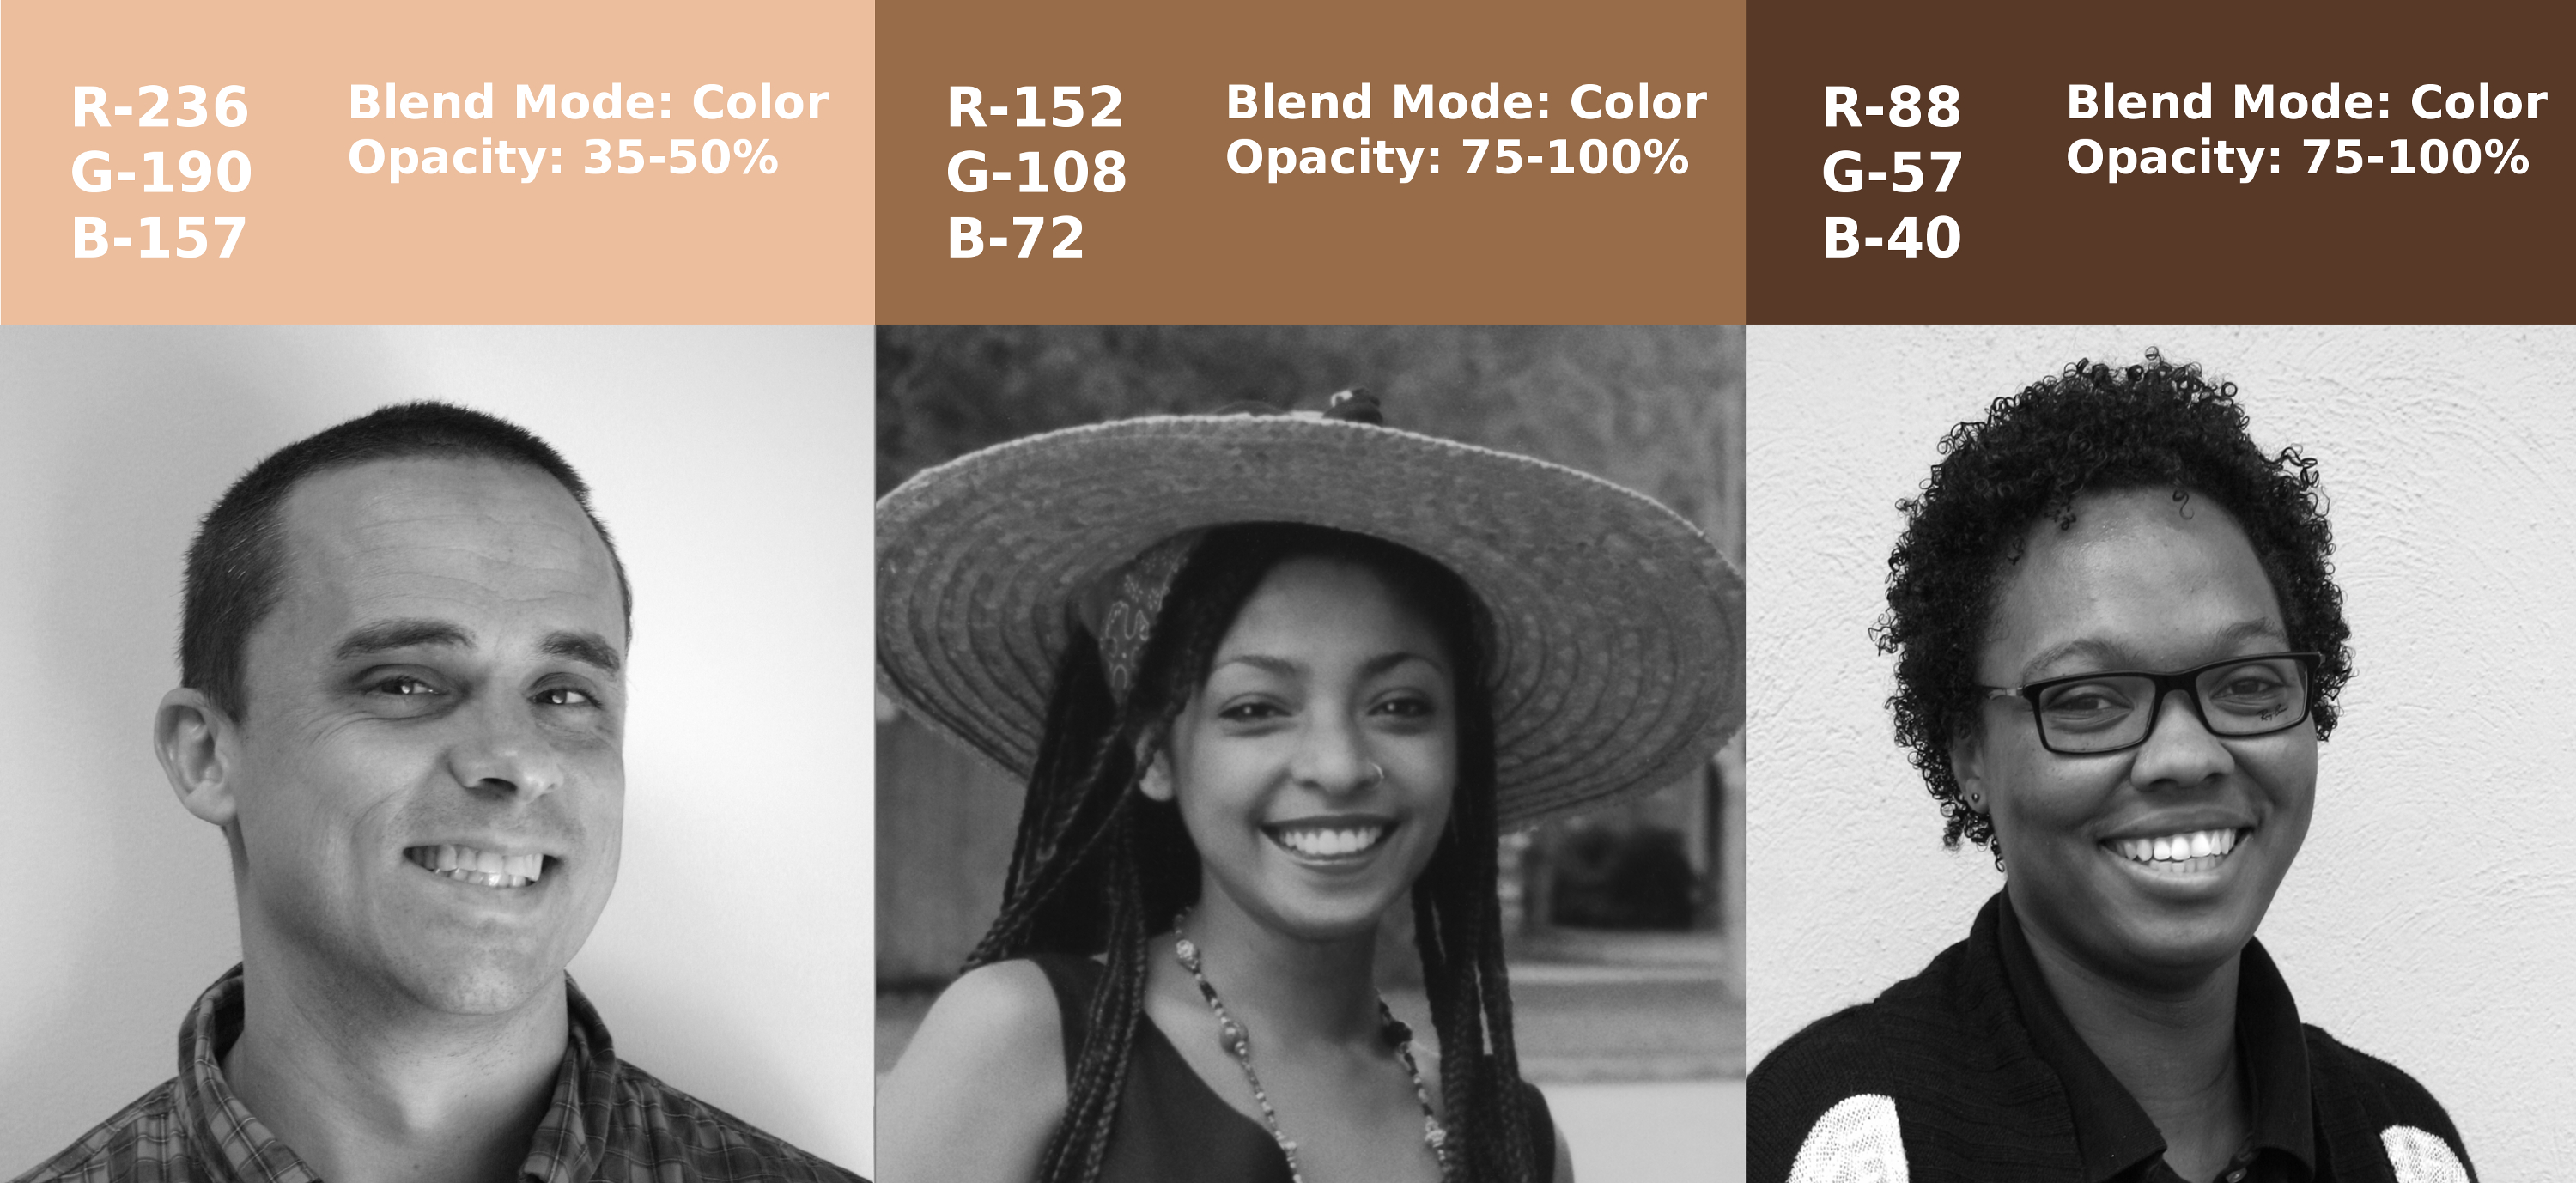 R-236
G-190
B-157
Blend Mode: Color
Opacity: 35-50%
R-152
G-108
B-72
Blend Mode: Color
Opacity: 75-100%
R-88
G-57
B-40
Blend Mode: Color
Opacity: 75-100%